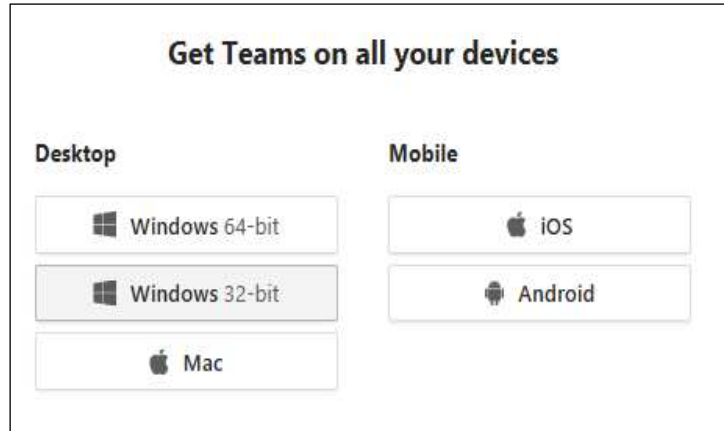 Get Teams on all your devices
Desktop
Windows 64-bit
Windows 32-bit
Mac
Mobile
iOS
Android